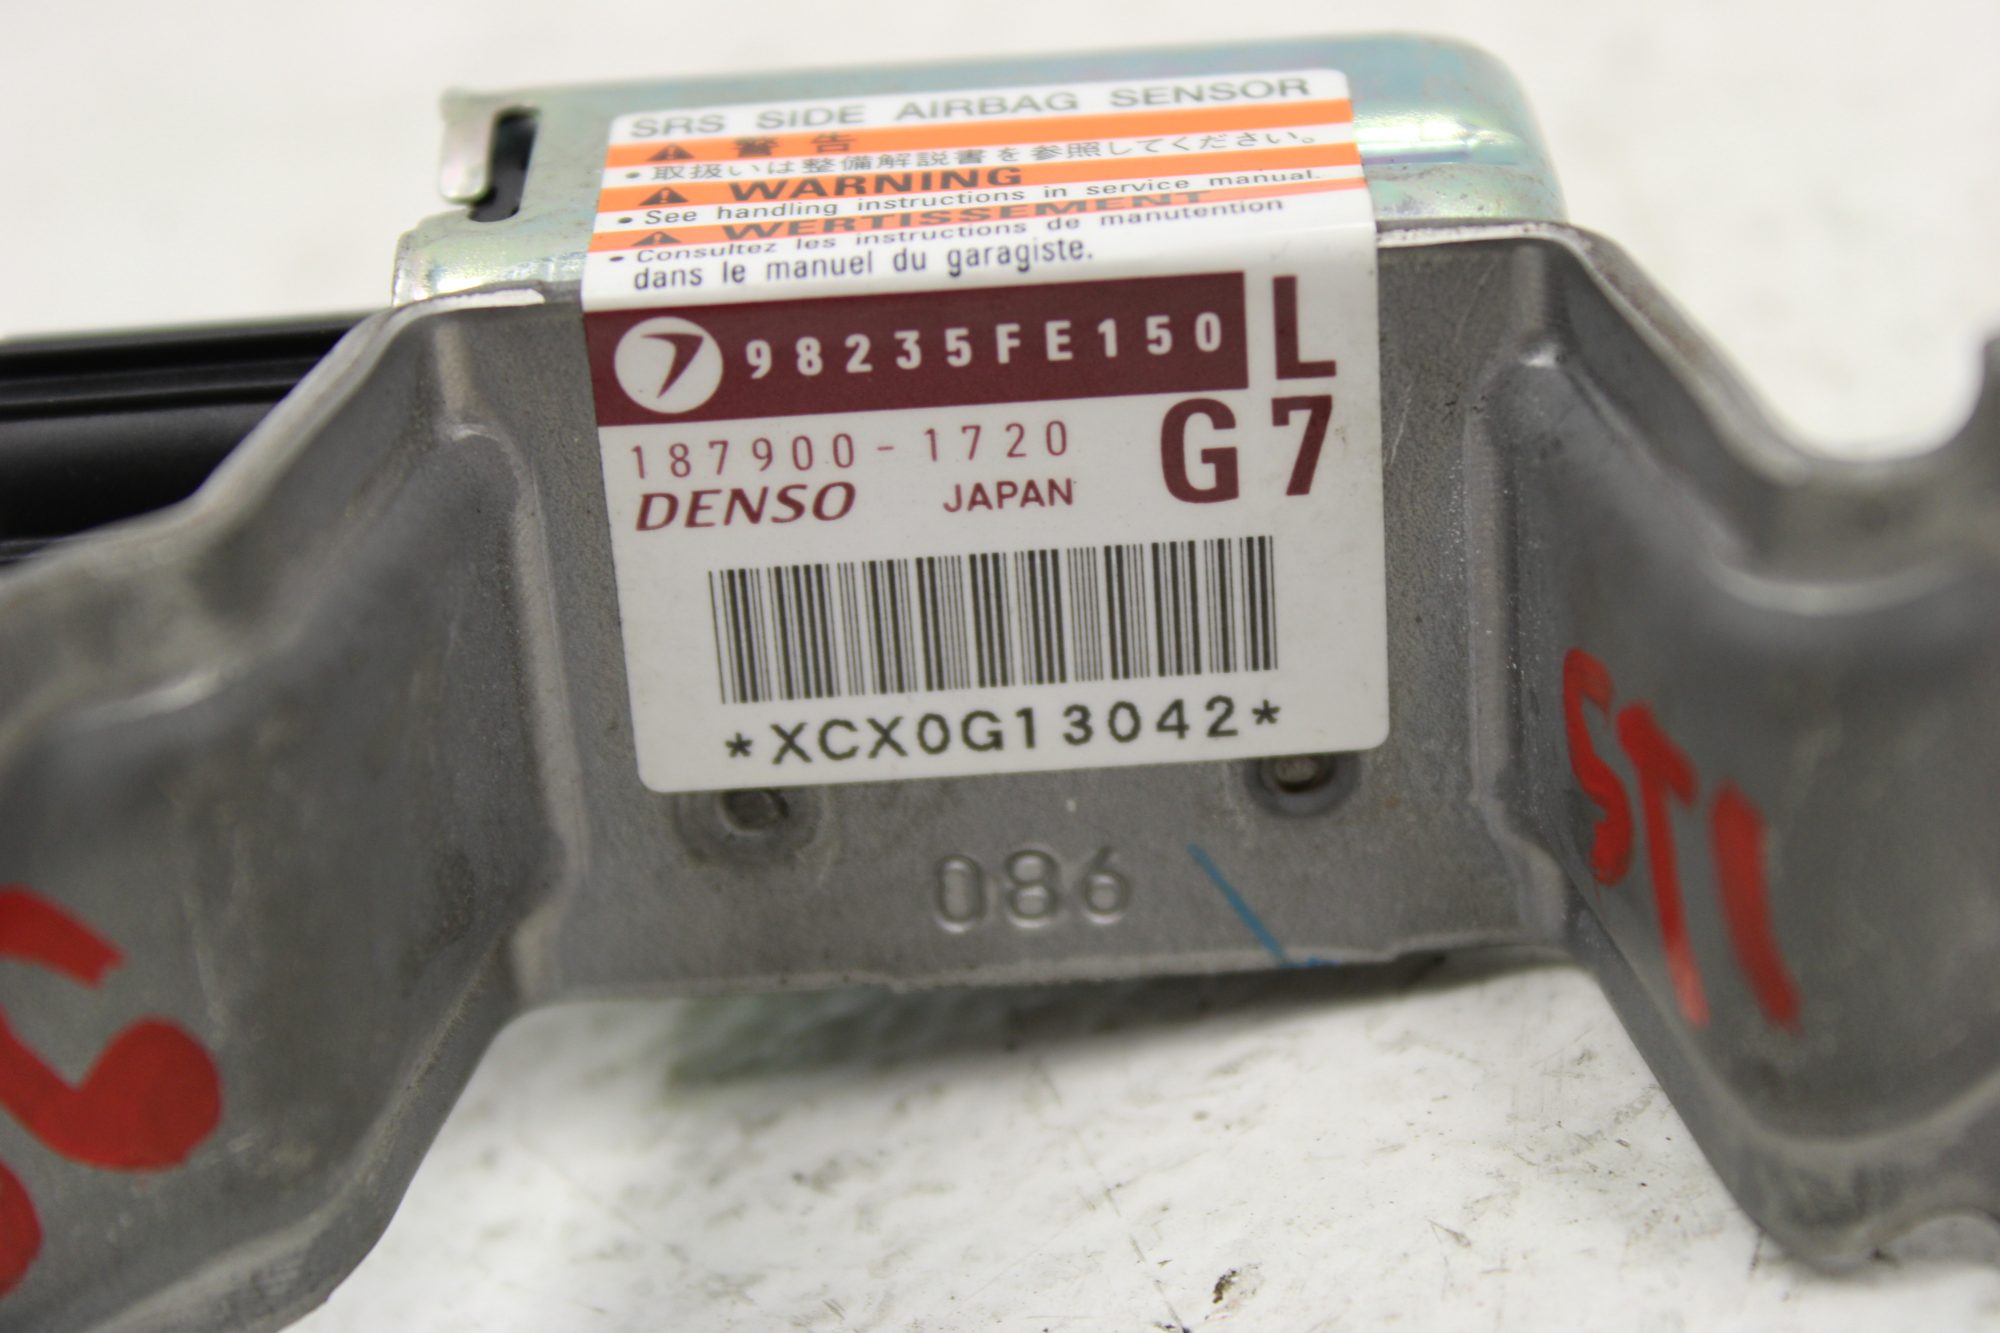 SRS SIDE AIRBAG SENSOR
警告
• 取扱いは整備解説書を参照してください。
WARNING
• See handling instructions in service manual.
WERTISSEMENT
• Consultez les instructions de manutention
dans le manuel du garagiste.
98235FE150 L
187900-1720 G7
DENSO JAPAN
*XCX0G13042*
086
STI